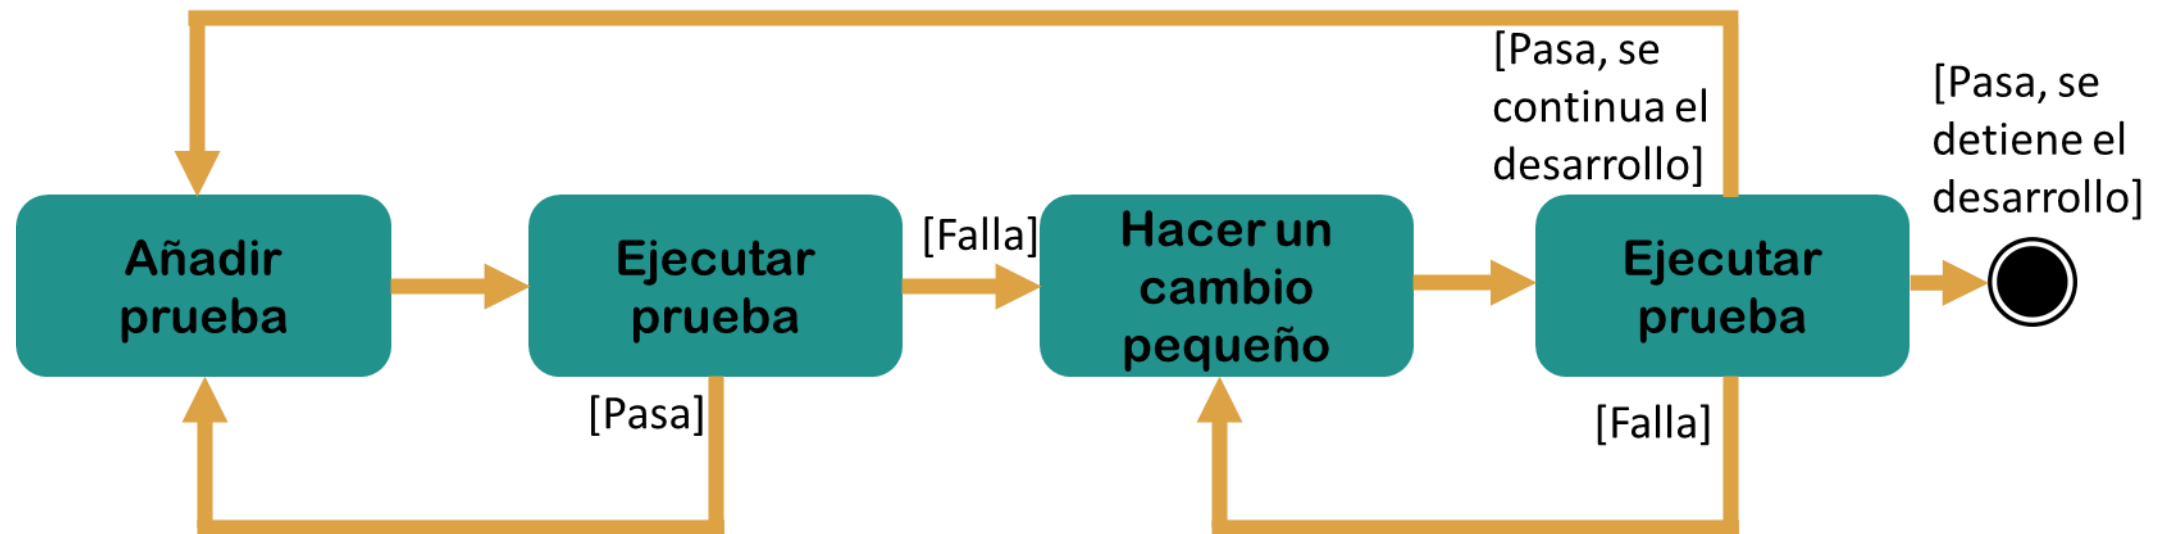 [Pasa, se
continua el
desarrollo]
[Pasa, se
detiene el
desarrollo]
Añadir
prueba
Ejecutar
prueba
[Falla]
Hacer un
cambio
pequeño
Ejecutar
prueba
[Pasa]
[Falla]